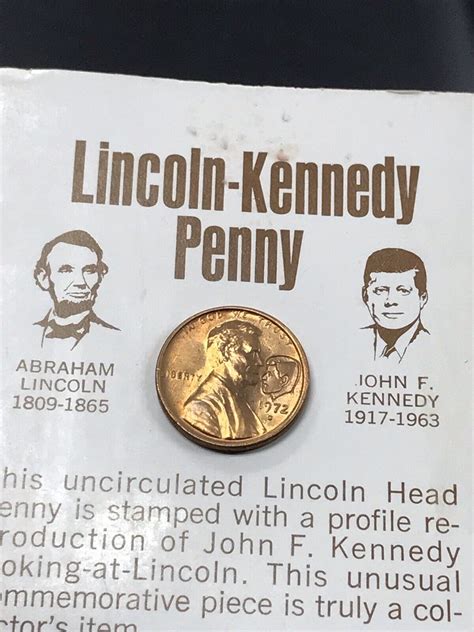 Lincoln-Kennedy
Penny
ABRAHAM
LINCOLN
1809-1865
JOHN F.
KENNEDY
1917-1963
IN GOD WE TRUST
LIBERTY
1972
D
his uncirculated Lincoln Head
enny is stamped with a profile re-
roduction of John F. Kennedy
oking-at-Lincoln. This unusual
ommemorative piece is truly a col-
ctor's item